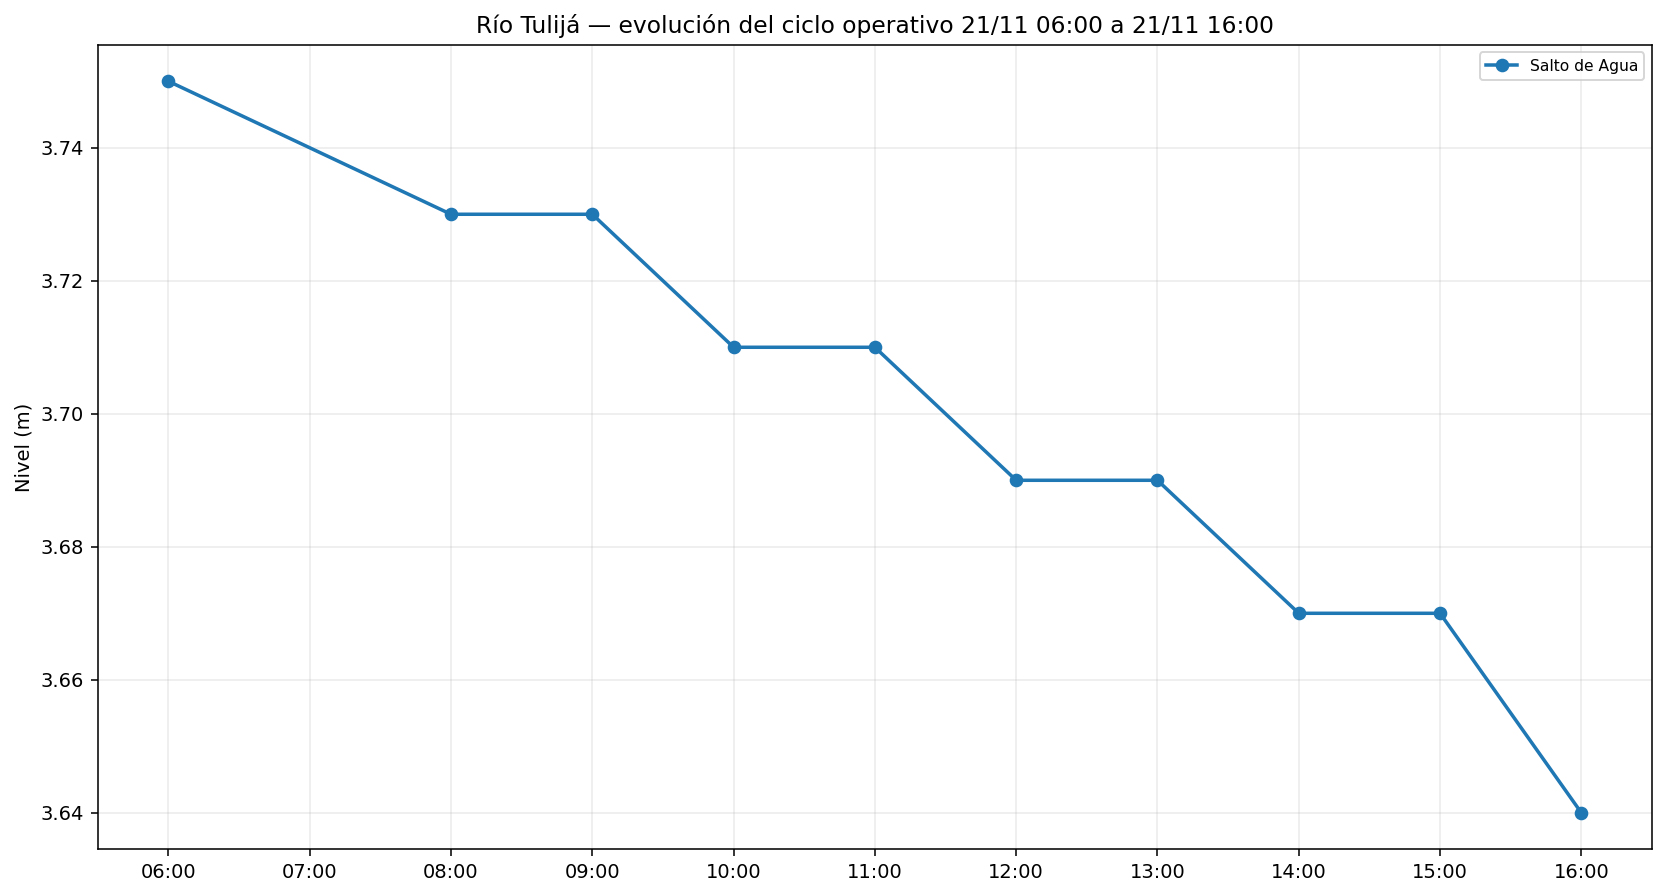 Río Tulijá — evolución del ciclo operativo 21/11 06:00 a 21/11 16:00
Salto de Agua
Nivel (m)
3.74
3.72
3.70
3.68
3.66
3.64
06:00 07:00 08:00 09:00 10:00 11:00 12:00 13:00 14:00 15:00 16:00